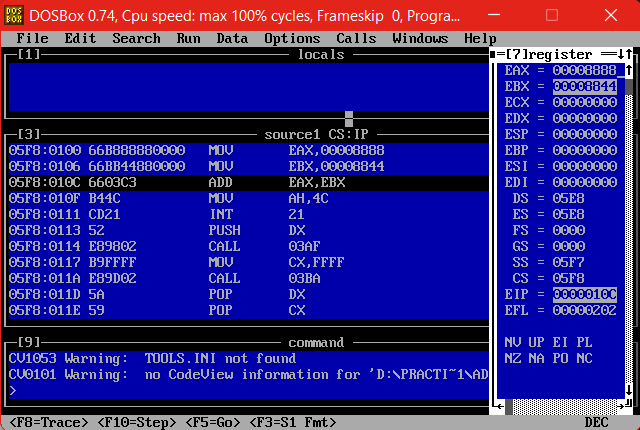 DOS
BOX
DOSBox 0.74, Cpu speed: max 100% cycles, Frameskip  0, Progra...
File Edit Search Run Data Options Calls Windows Help
[1] locals
[3] source1 CS:IP
05F8:0100 66B888880000 MOV EAX,00008888
05F8:0106 66BB44880000 MOV EBX,00008844
05F8:010C 6603C3 ADD EAX,EBX
05F8:010F B44C MOV AH,4C
05F8:0111 CD21 INT 21
05F8:0113 52 PUSH DX
05F8:0114 E89802 CALL 03AF
05F8:0117 B9FFFF MOV CX,FFFF
05F8:011A E89D02 CALL 03BA
05F8:011D 5A POP DX
05F8:011E 59 POP CX
[9] command
CV1053 Warning: TOOLS.INI not found
CV0101 Warning: no CodeView information for 'D:\PRACTI~1\AD
>
[7]register
EAX = 00008888
EBX = 00008844
ECX = 00000000
EDX = 00000000
ESP = 00000000
EBP = 00000000
ESI = 00000000
EDI = 00000000
DS = 05E8
ES = 05E8
FS = 0000
GS = 0000
SS = 05F7
CS = 05F8
EIP = 0000010C
EFL = 00000202
NV UP EI PL
NZ NA PO NC
<F8=Trace> <F10=Step> <F5=Go> <F3=S1 Fmt> DEC